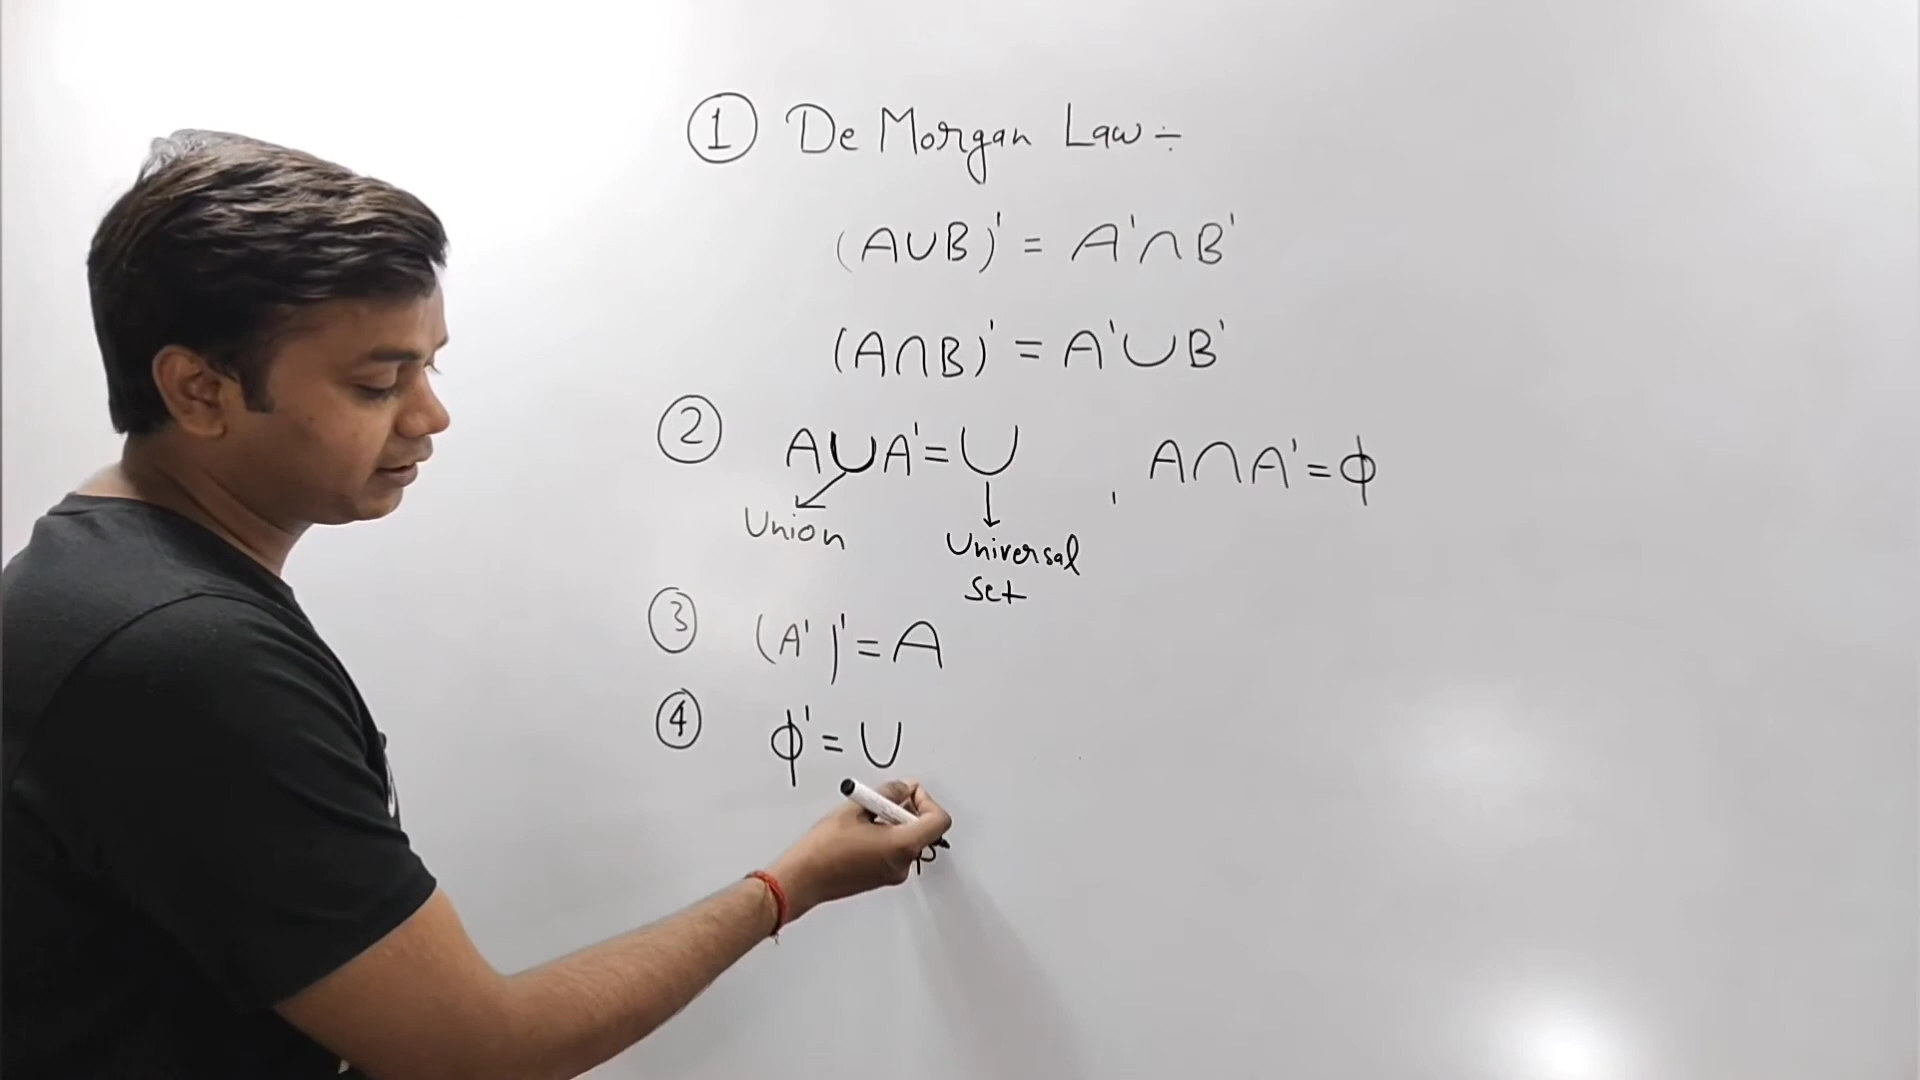 ① De Morgan Law ÷
(A∪B)' = A'∩B'
(A∩B)' = A'∪B'
② A∪A' = U , A∩A' = ϕ
Union
Universal
Set
③ (A')' = A
④ ϕ' = U